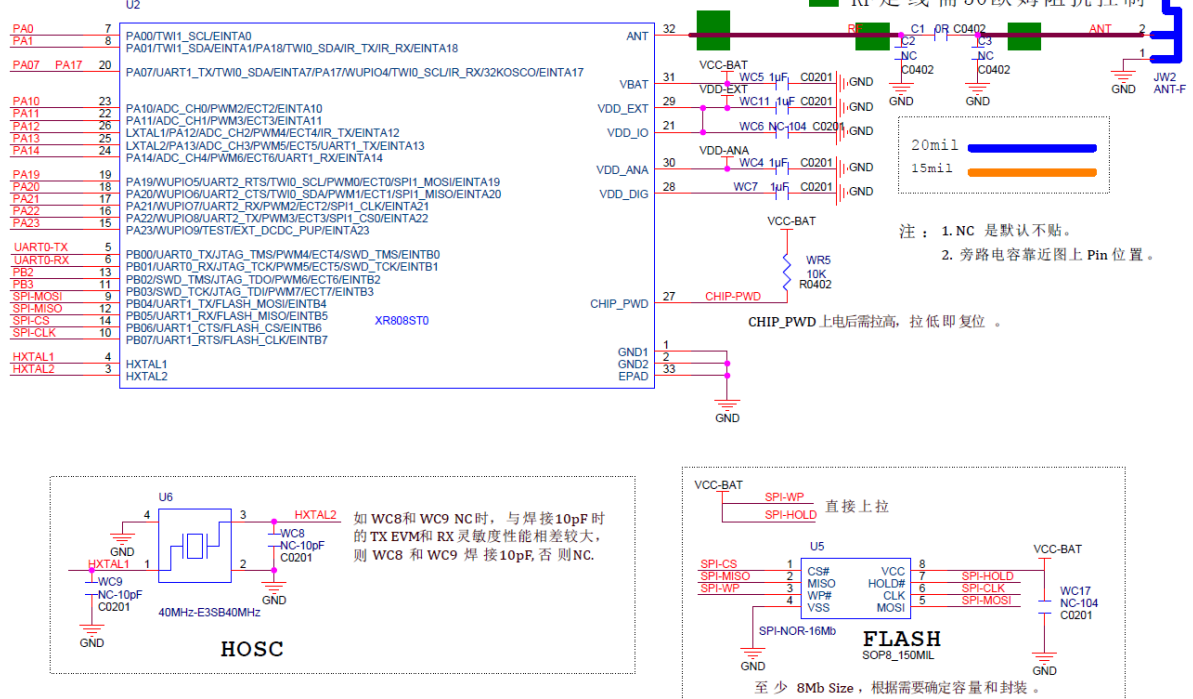 U2
RF 走 线 需 50 欧 姆 阻 抗 控 制
PA0 7 PA00/TWI1_SCL/EINTA0
PA1 8 PA01/TWI1_SDA/EINTA1/PA18/TWI0_SDA/IR_TX/IR_RX/EINTA18
PA07 PA17 20 PA07/UART1_TX/TWI0_SDA/EINTA7/PA17/WUPIO4/TWI0_SCL/IR_RX/32KOSCO/EINTA17
PA10 23 PA10/ADC_CH0/PWM2/ECT2/EINTA10
PA11 22 PA11/ADC_CH1/PWM3/ECT3/EINTA11
PA12 26 LXTAL1/PA12/ADC_CH2/PWM4/ECT4/IR_TX/EINTA12
PA13 25 LXTAL2/PA13/ADC_CH3/PWM5/ECT5/UART1_TX/EINTA13
PA14 24 PA14/ADC_CH4/PWM6/ECT6/UART1_RX/EINTA14
PA19 19 PA19/WUPIO5/UART2_RTS/TWI0_SCL/PWM0/ECT0/SPI1_MOSI/EINTA19
PA20 18 PA20/WUPIO6/UART2_CTS/TWI0_SDA/PWM1/ECT1/SPI1_MISO/EINTA20
PA21 17 PA21/WUPIO7/UART2_RX/PWM2/ECT2/SPI1_CLK/EINTA21
PA22 16 PA22/WUPIO8/UART2_TX/PWM3/ECT3/SPI1_CS0/EINTA22
PA23 15 PA23/WUPIO9/TEST/EXT_DCDC_PUP/EINTA23
UART0-TX 5 PB00/UART0_TX/JTAG_TMS/PWM4/ECT4/SWD_TMS/EINTB0
UART0-RX 6 PB01/UART0_RX/JTAG_TCK/PWM5/ECT5/SWD_TCK/EINTB1
PB2 13 PB02/SWD_TMS/JTAG_TDO/PWM6/ECT6/EINTB2
PB3 11 PB03/SWD_TCK/JTAG_TDI/PWM7/ECT7/EINTB3
SPI-MOSI 9 PB04/UART1_TX/FLASH_MOSI/EINTB4
SPI-MISO 12 PB05/UART1_RX/FLASH_MISO/EINTB5
SPI-CS 14 PB06/UART1_CTS/FLASH_CS/EINTB6
SPI-CLK 10 PB07/UART1_RTS/FLASH_CLK/EINTB7
XR808ST0
HXTAL1 4 HXTAL1
HXTAL2 3 HXTAL2
ANT 32 RF C1 0R C0402 ANT 2
C2 NC C0402 GND
C3 NC C0402 GND
1 GND
JW2
ANT-F
VCC-BAT
VBAT 31 WC5 1uF C0201 GND
VDD-EXT
VDD_EXT 29 WC11 1uF C0201 GND
VDD_IO 21 WC6 NC-104 C0201 GND
VDD-ANA
VDD_ANA 30 WC4 1uF C0201 GND
VDD_DIG 28 WC7 1uF C0201 GND
20mil
15mil
VCC-BAT
WR5
10K
R0402
CHIP_PWD 27 CHIP-PWD
CHIP_PWD 上电后需拉高，拉低即复位 。
注 ： 1. NC 是默认不贴。
2. 旁路电容靠近图上 Pin 位置 。
GND1 1
GND2 2
EPAD 33
GND
U6
4 GND
3 HXTAL2
WC8
NC-10pF
C0201
HXTAL1 1
2
GND
WC9
NC-10pF
C0201
GND
40MHz-E3SB40MHz
HOSC
如 WC8和 WC9 NC时，与焊接10pF 时
的 TX EVM和 RX 灵敏度性能相差较大，
则 WC8 和 WC9 焊 接10pF,否 则NC.
VCC-BAT
SPI-WP
SPI-HOLD
直接上拉
U5
SPI-CS 1 CS# VCC 8
SPI-MISO 2 MISO HOLD# 7 SPI-HOLD
SPI-WP 3 WP# CLK 6 SPI-CLK
4 VSS MOSI 5 SPI-MOSI
VCC-BAT
WC17
NC-104
C0201
GND
SPI-NOR-16Mb
FLASH
SOP8_150MIL
GND
至 少 8Mb Size ，根据需要确定容量和封装 。